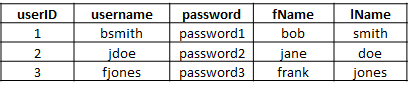 userID username password fName lName
1 bsmith password1 bob smith
2 jdoe password2 jane doe
3 fjones password3 frank jones